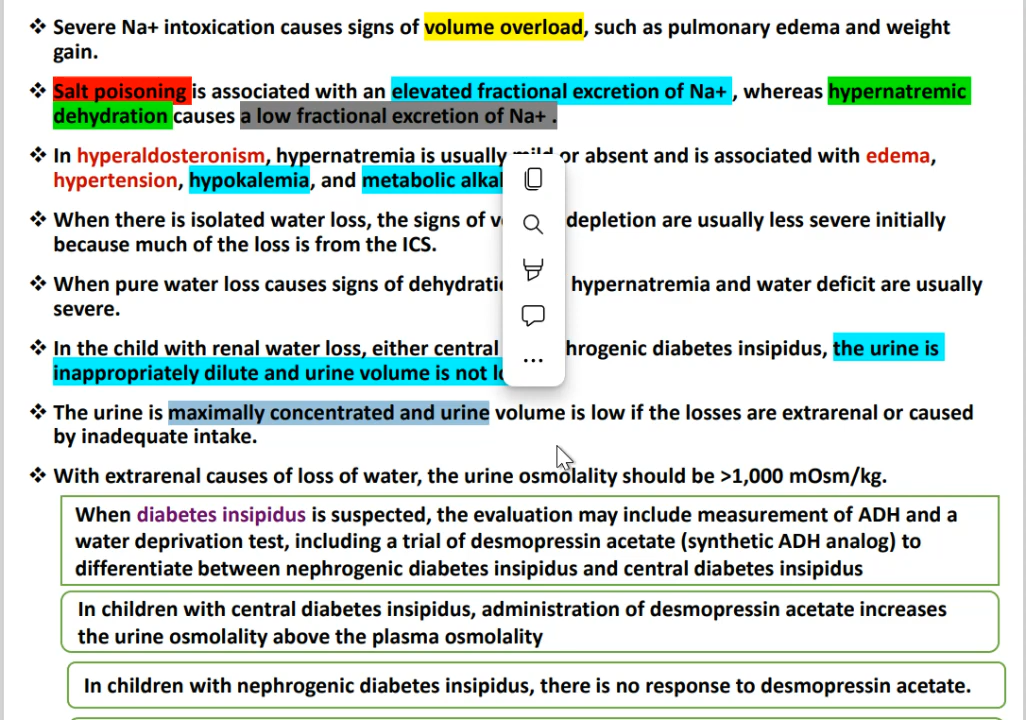 ❖ Severe Na+ intoxication causes signs of volume overload, such as pulmonary edema and weight
gain.
❖ Salt poisoning is associated with an elevated fractional excretion of Na+ , whereas hypernatremic
dehydration causes a low fractional excretion of Na+ .
❖ In hyperaldosteronism, hypernatremia is usually mild or absent and is associated with edema,
hypertension, hypokalemia, and metabolic alkal
❖ When there is isolated water loss, the signs of v depletion are usually less severe initially
because much of the loss is from the ICS.
❖ When pure water loss causes signs of dehydrati hypernatremia and water deficit are usually
severe.
❖ In the child with renal water loss, either central hrogenic diabetes insipidus, the urine is
inappropriately dilute and urine volume is not l
❖ The urine is maximally concentrated and urine volume is low if the losses are extrarenal or caused
by inadequate intake.
❖ With extrarenal causes of loss of water, the urine osmolality should be >1,000 mOsm/kg.
When diabetes insipidus is suspected, the evaluation may include measurement of ADH and a
water deprivation test, including a trial of desmopressin acetate (synthetic ADH analog) to
differentiate between nephrogenic diabetes insipidus and central diabetes insipidus
In children with central diabetes insipidus, administration of desmopressin acetate increases
the urine osmolality above the plasma osmolality
In children with nephrogenic diabetes insipidus, there is no response to desmopressin acetate.